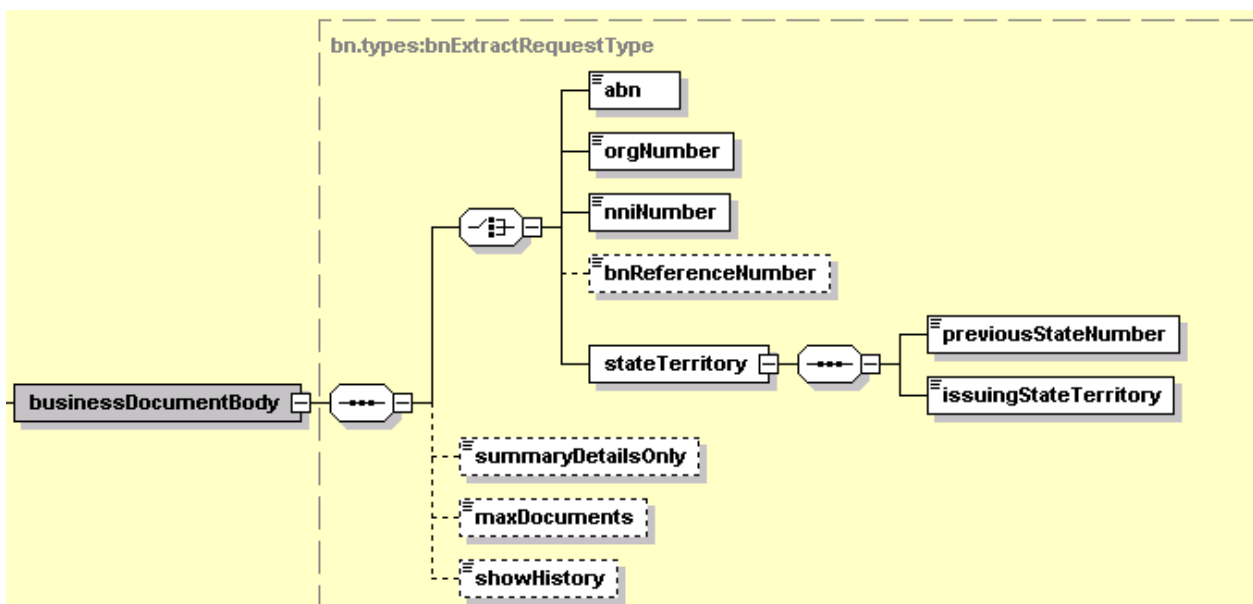 bn.types:bnExtractRequestType
abn
orgNumber
nniNumber
bnReferenceNumber
stateTerritory
previousStateNumber
issuingStateTerritory
businessDocumentBody
summaryDetailsOnly
maxDocuments
showHistory